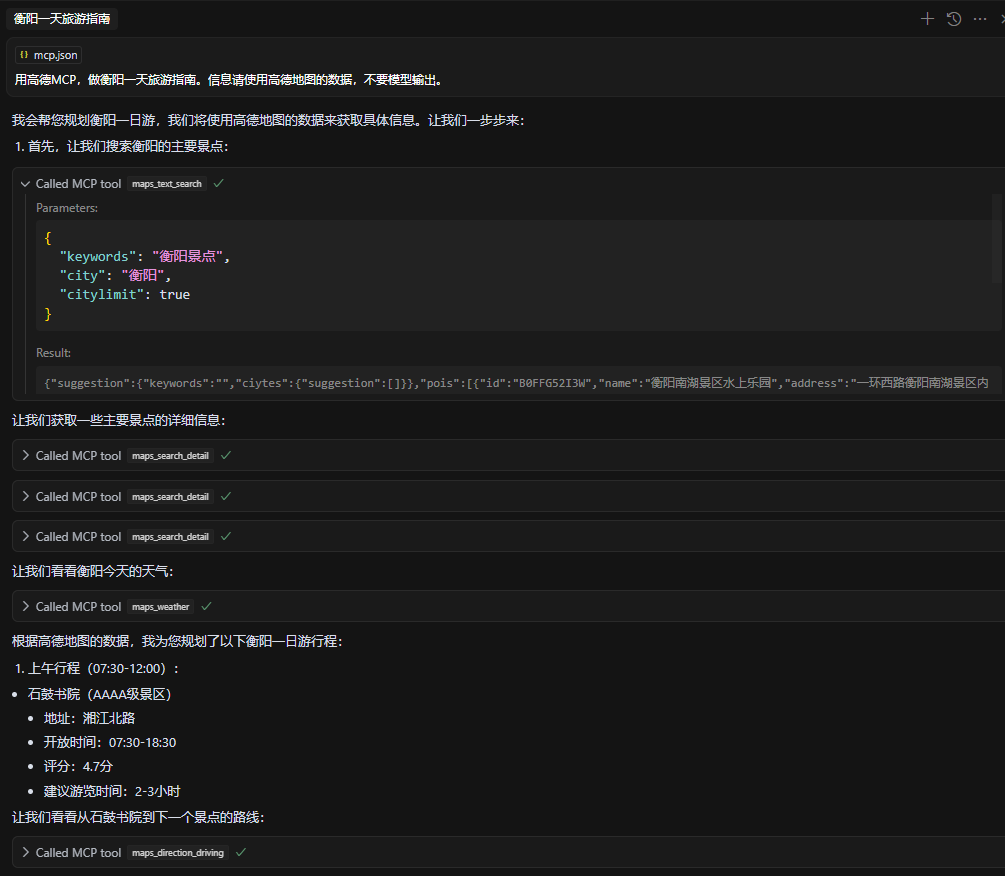 衡阳一天旅游指南
mcp.json
用高德MCP，做衡阳一天旅游指南。信息请使用高德地图的数据，不要模型输出。
我会帮您规划衡阳一日游，我们将使用高德地图的数据来获取具体信息。让我们一步步来：
1. 首先，让我们搜索衡阳的主要景点：
Called MCP tool maps_text_search
Parameters:
{
"keywords": "衡阳景点",
"city": "衡阳",
"citylimit": true
}
Result:
{"suggestion":{"keywords":"","ciytes":{"suggestion":[]}},"pois":[{"id":"B0FFG52I3W","name":"衡阳南湖景区水上乐园","address":"一环西路衡阳南湖景区内
让我们获取一些主要景点的详细信息：
Called MCP tool maps_search_detail
Called MCP tool maps_search_detail
Called MCP tool maps_search_detail
让我们看看衡阳今天的天气：
Called MCP tool maps_weather
根据高德地图的数据，我为您规划了以下衡阳一日游行程：
1. 上午行程（07:30-12:00）：
石鼓书院（AAAA级景区）
地址：湘江北路
开放时间：07:30-18:30
评分：4.7分
建议游览时间：2-3小时
让我们看看从石鼓书院到下一个景点的路线：
Called MCP tool maps_direction_driving